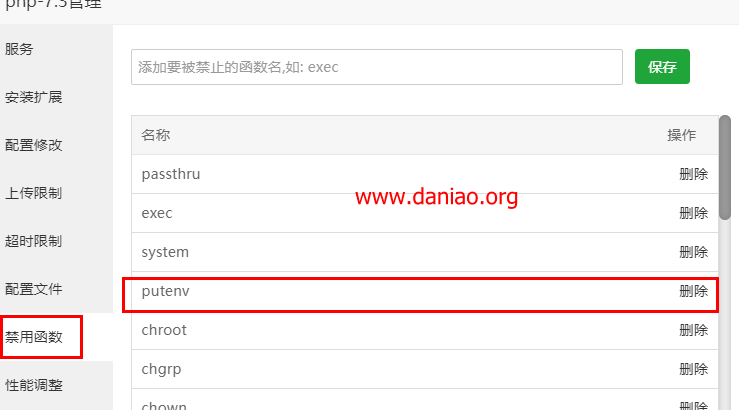 php-7.3管理
服务
安装扩展
配置修改
上传限制
超时限制
配置文件
禁用函数
性能调整
添加要被禁止的函数名,如: exec
保存
名称 操作
passthru 删除
www.daniao.org
exec 删除
system 删除
putenv 删除
chroot 删除
chgrp 删除
chown 删除